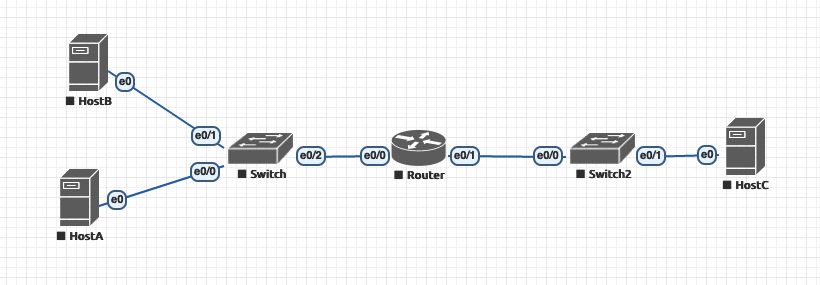 HostB
e0
e0/1
Switch
e0/2
e0/0
Router
e0/1
e0/0
Switch2
e0/1
e0
HostC
e0/0
e0
HostA